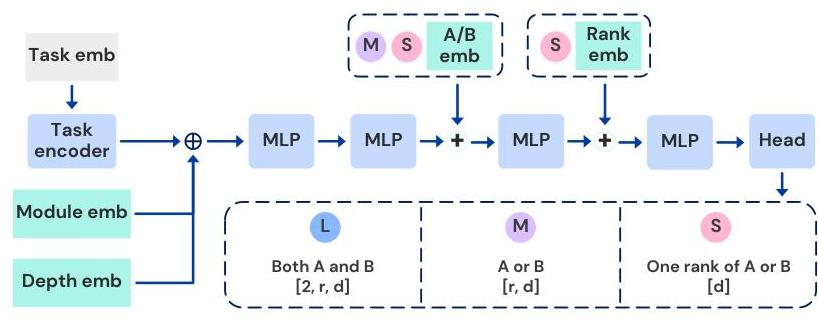 Task emb
M S A/B
emb
S Rank
emb
Task
encoder
⊕
MLP
MLP
+
MLP
+
MLP
Head
Module emb
Depth emb
L
Both A and B
[2, r, d]
M
A or B
[r, d]
S
One rank of A or B
[d]